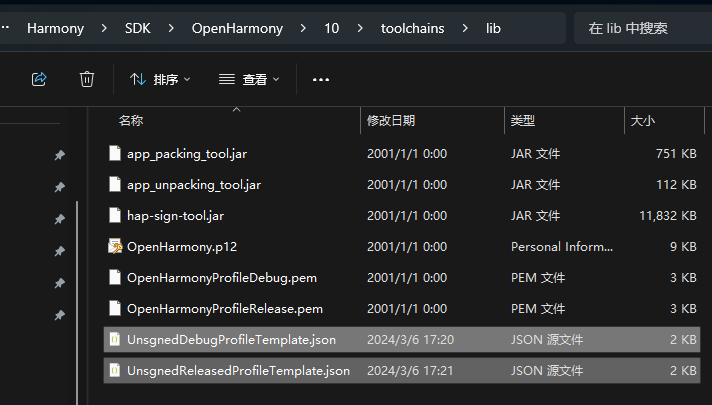 Harmony > SDK > OpenHarmony > 10 > toolchains > lib 在 lib 中搜索
排序 查看
名称 修改日期 类型 大小
app_packing_tool.jar 2001/1/1 0:00 JAR 文件 751 KB
app_unpacking_tool.jar 2001/1/1 0:00 JAR 文件 112 KB
hap-sign-tool.jar 2001/1/1 0:00 JAR 文件 11,832 KB
OpenHarmony.p12 2001/1/1 0:00 Personal Inform... 9 KB
OpenHarmonyProfileDebug.pem 2001/1/1 0:00 PEM 文件 3 KB
OpenHarmonyProfileRelease.pem 2001/1/1 0:00 PEM 文件 3 KB
UnsgnedDebugProfileTemplate.json 2024/3/6 17:20 JSON 源文件 2 KB
UnsgnedReleasedProfileTemplate.json 2024/3/6 17:21 JSON 源文件 2 KB